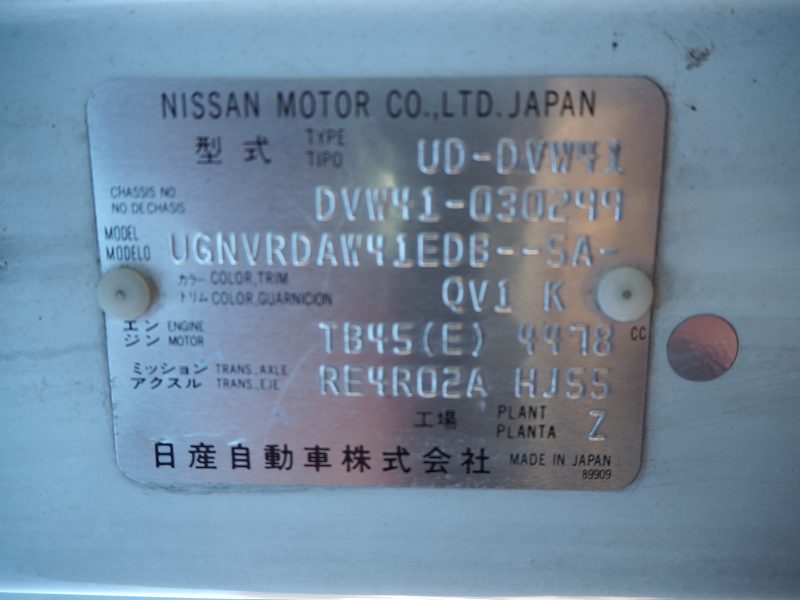 NISSAN MOTOR CO.,LTD. JAPAN
型式 TYPE TIPO UD-DVW41
CHASSIS NO. NO. DE CHASIS DVW41-030299
MODEL MODELO UGNVRDAW41EDB--SA-
カラー COLOR,TRIM
トリム COLOR,GUARNICION QV1 K
エンジン ENGINE MOTOR TB45(E) 4478 CC
ミッション TRANS.,AXLE
アクスル TRANS.,EJE RE4R02A HJ55
工場 PLANT PLANTA Z
日産自動車株式会社 MADE IN JAPAN
89909